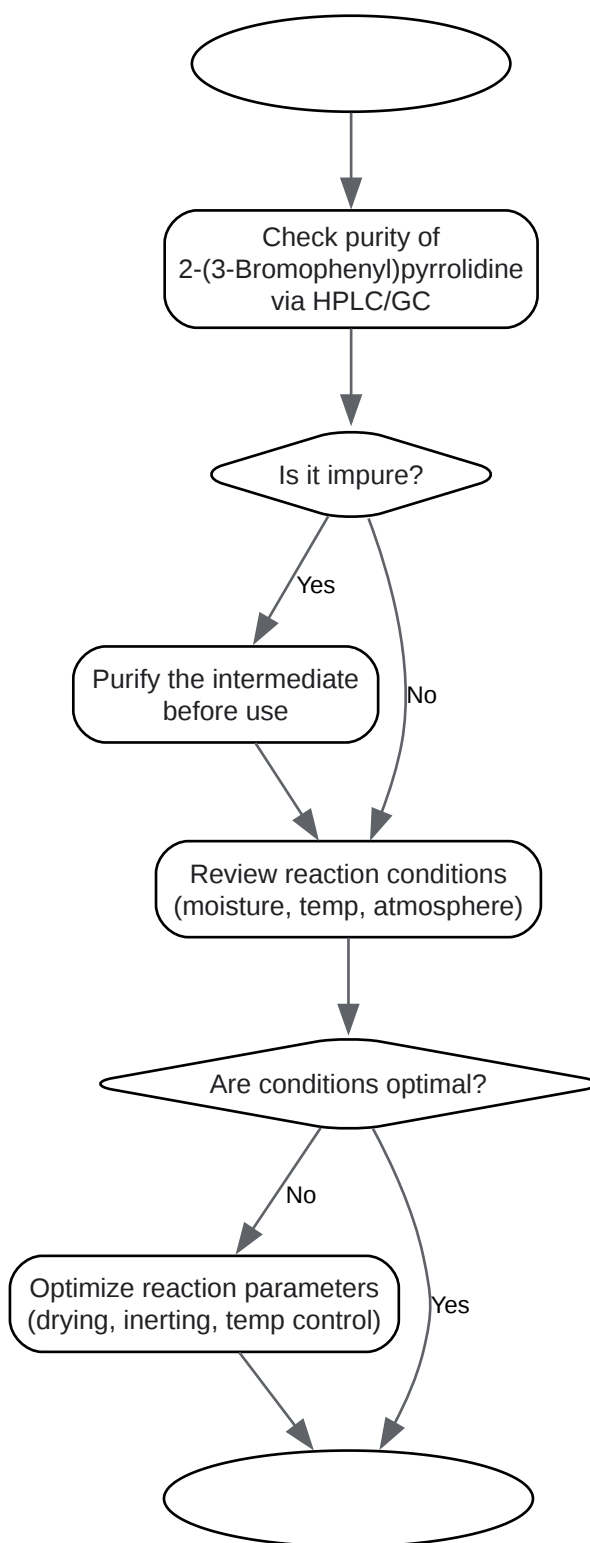 Check purity of
2-(3-Bromophenyl)pyrrolidine
via HPLC/GC
Is it impure?
Yes
Purify the intermediate
before use
No
Review reaction conditions
(moisture, temp, atmosphere)
Are conditions optimal?
No
Optimize reaction parameters
(drying, inerting, temp control)
Yes